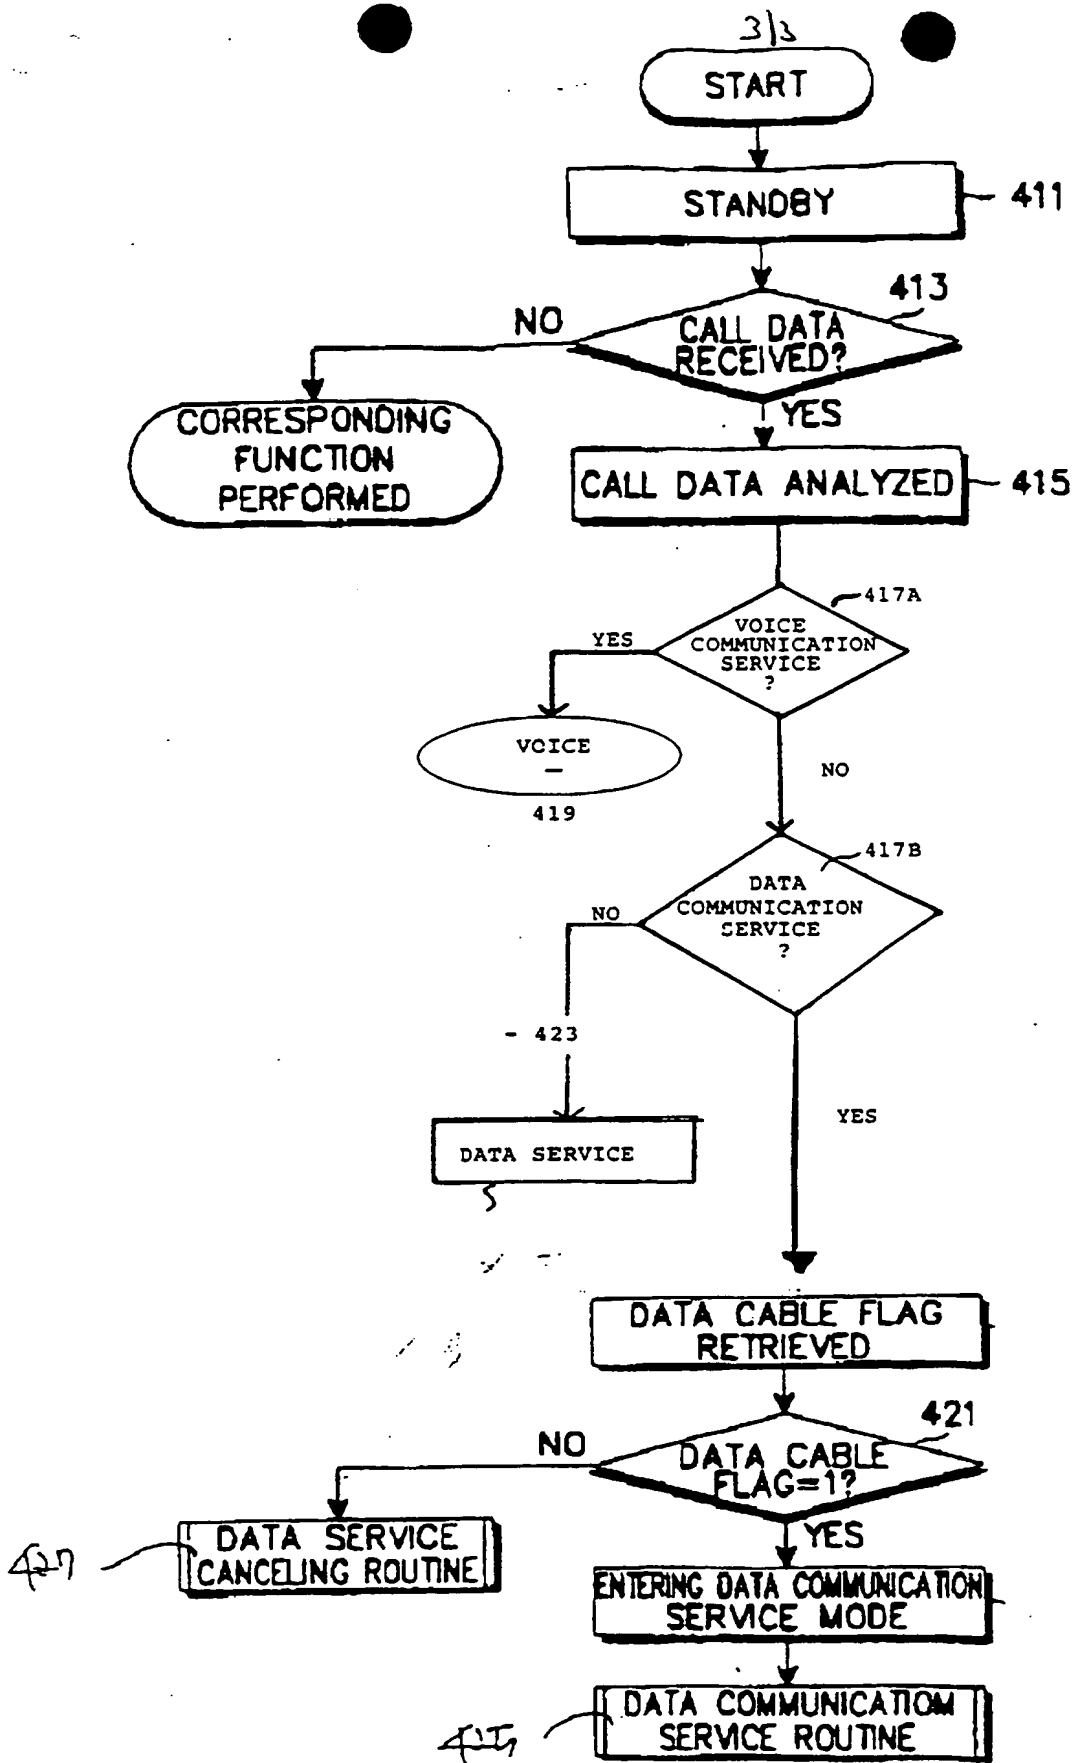 3/3
START
STANDBY
411
413
NO
CALL DATA
RECEIVED?
YES
CORRESPONDING
FUNCTION
PERFORMED
CALL DATA ANALYZED
415
417A
YES
VOICE
COMMUNICATION
SERVICE
?
VOICE
419
NO
417B
DATA
COMMUNICATION
SERVICE
?
NO
- 423
YES
DATA SERVICE
DATA CABLE FLAG
RETRIEVED
421
NO
DATA CABLE
FLAG=1?
YES
427
DATA SERVICE
CANCELING ROUTINE
ENTERING DATA COMMUNICATION
SERVICE MODE
DATA COMMUNICATIOM
SERVICE ROUTINE